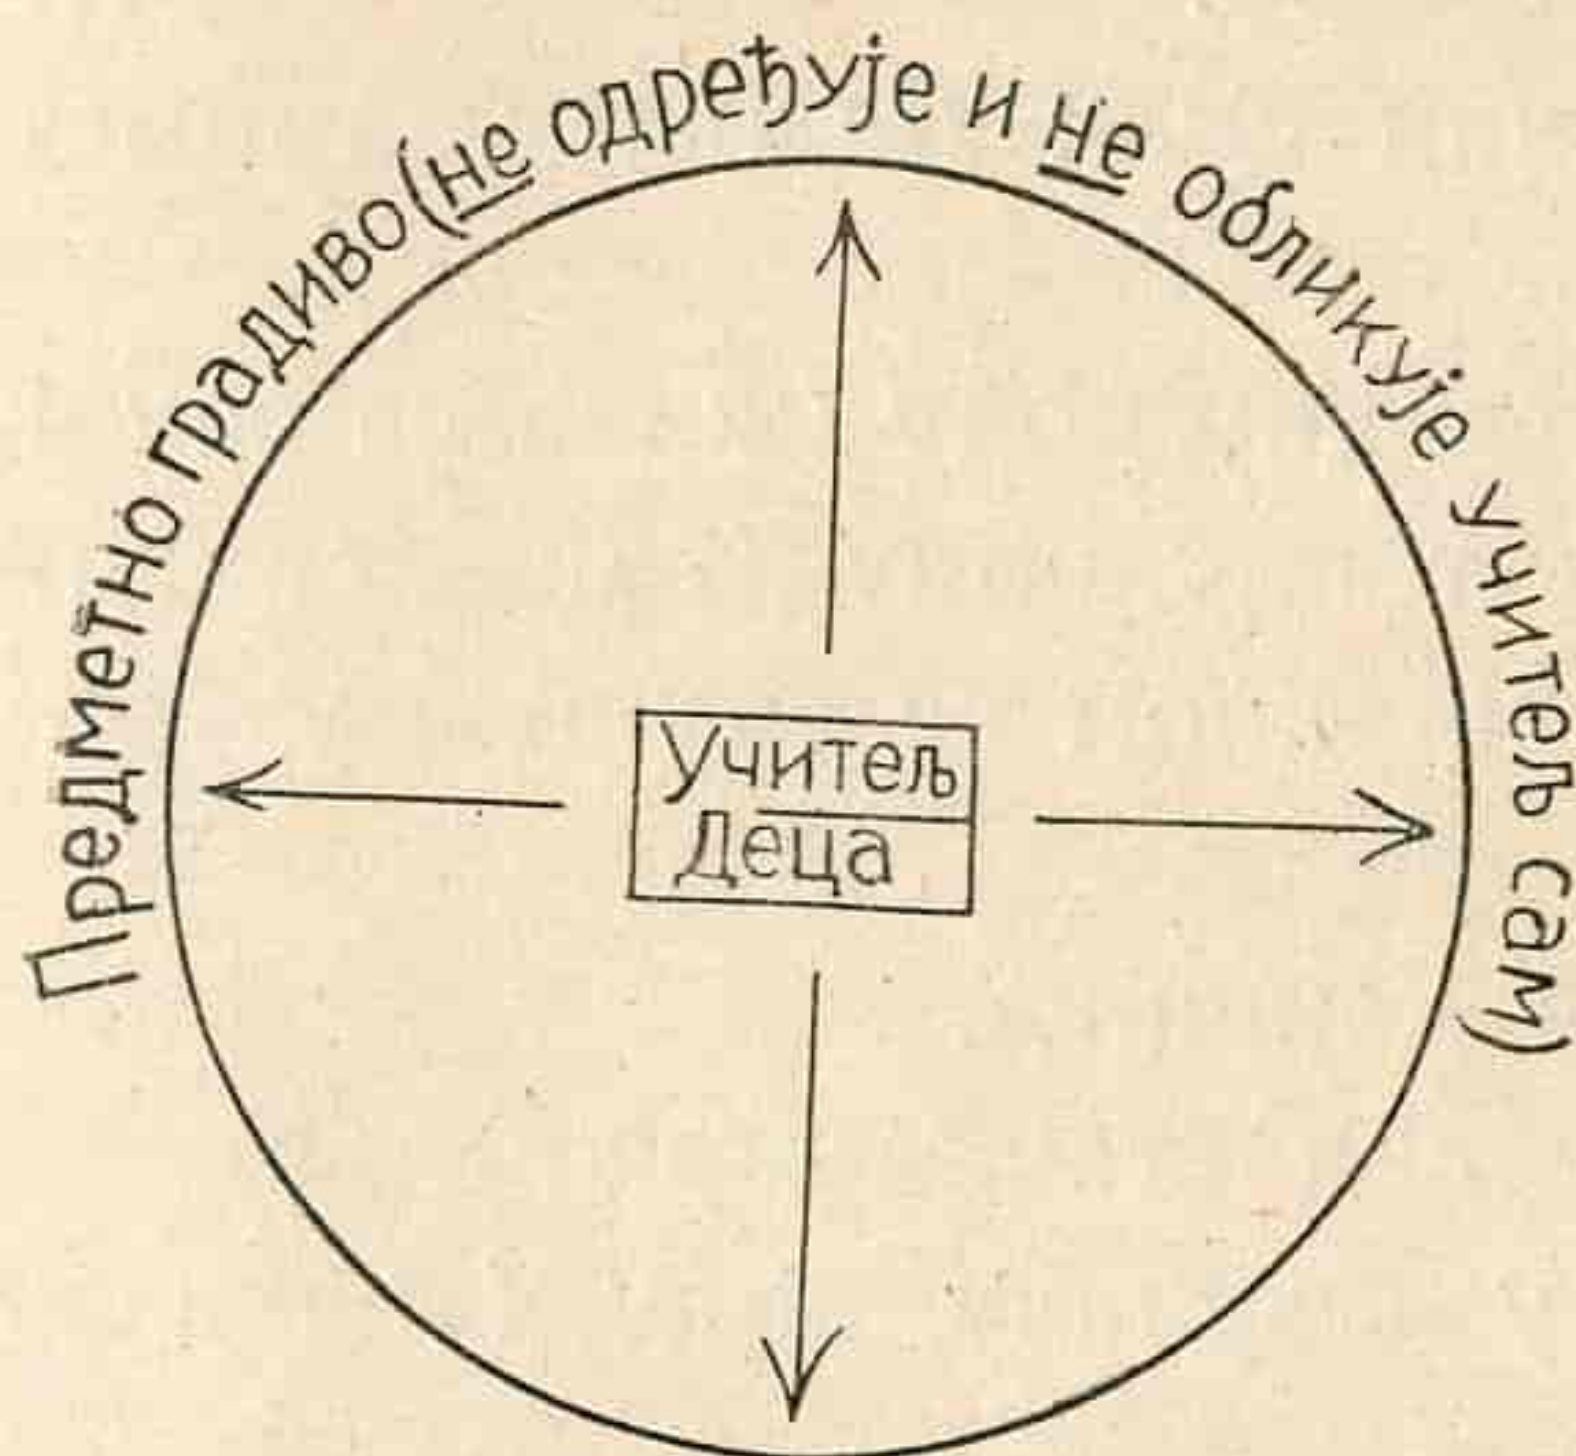 Предметно градиво (не одређује и не обликује учитељ сам)
Учитељ
Деца